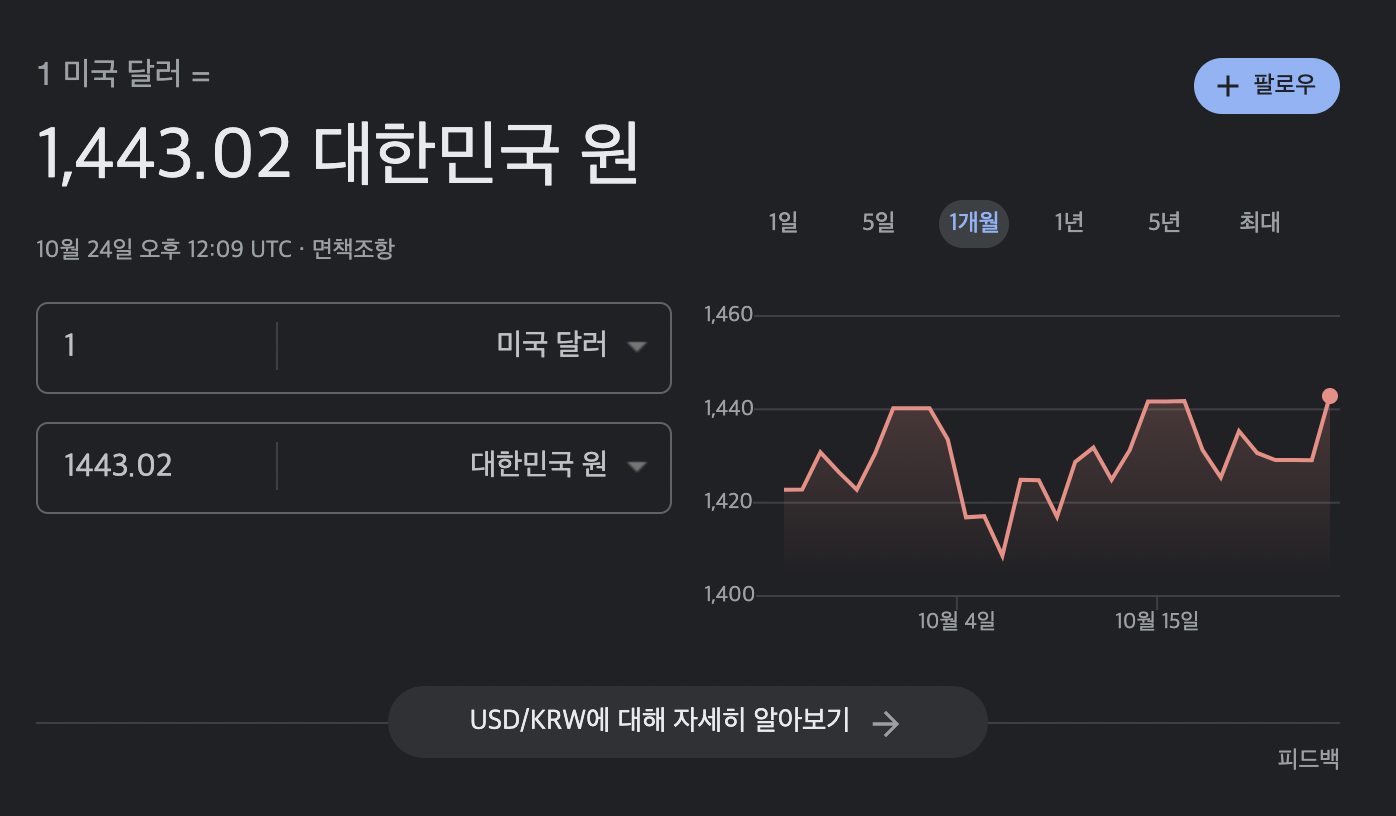 1 미국 달러 =
+ 팔로우
1,443.02 대한민국 원
1일 5일 1개월 1년 5년 최대
10월 24일 오후 12:09 UTC · 면책조항
1 미국 달러
1443.02 대한민국 원
1,460
1,440
1,420
1,400
10월 4일 10월 15일
USD/KRW에 대해 자세히 알아보기 →
피드백